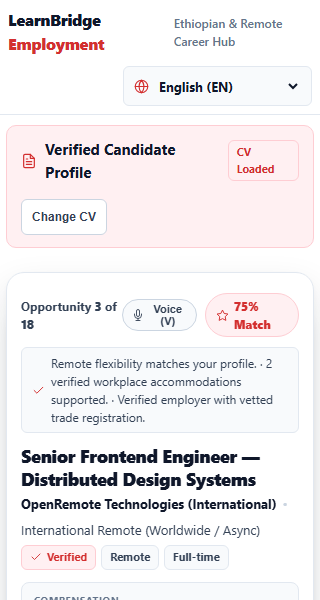 LearnBridge
Employment
Ethiopian & Remote
Career Hub
English (EN)
Verified Candidate
Profile
CV
Loaded
Change CV
Opportunity 3 of
18
Voice
(V)
75%
Match
Remote flexibility matches your profile. · 2
verified workplace accommodations
supported. · Verified employer with vetted
trade registration.
Senior Frontend Engineer —
Distributed Design Systems
OpenRemote Technologies (International) •
International Remote (Worldwide / Async)
Verified
Remote
Full-time
COMPENSATION